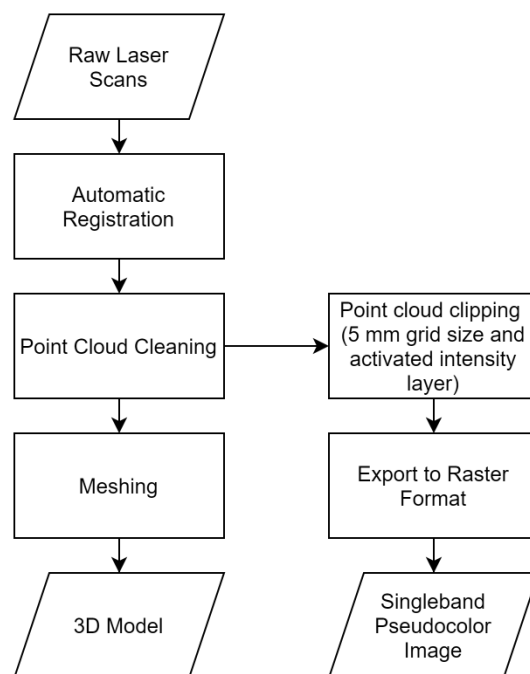 Raw Laser
Scans
Automatic
Registration
Point Cloud Cleaning
Point cloud clipping
(5 mm grid size and
activated intensity
layer)
Meshing
Export to Raster
Format
3D Model
Singleband
Pseudocolor
Image